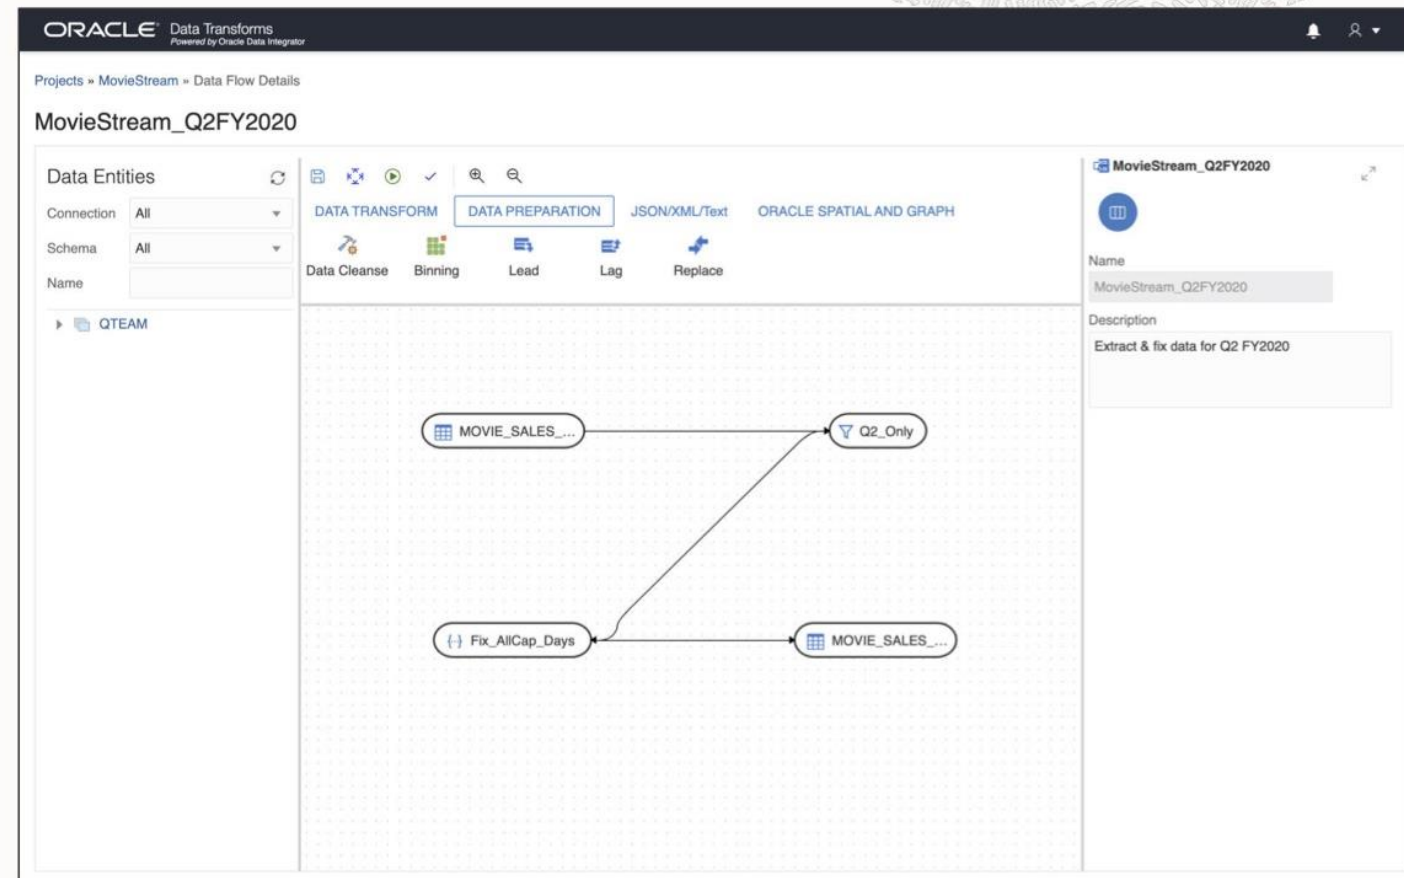 ORACLE Data Transforms
Powered by Oracle Data Integrator
Projects » MovieStream » Data Flow Details
MovieStream_Q2FY2020
Data Entities
Connection All
Schema All
Name
QTEAM
DATA TRANSFORM DATA PREPARATION JSON/XML/Text ORACLE SPATIAL AND GRAPH
Data Cleanse Binning Lead Lag Replace
MOVIE_SALES_... Q2_Only
{··} Fix_AllCap_Days MOVIE_SALES_...
MovieStream_Q2FY2020
Name
MovieStream_Q2FY2020
Description
Extract & fix data for Q2 FY2020